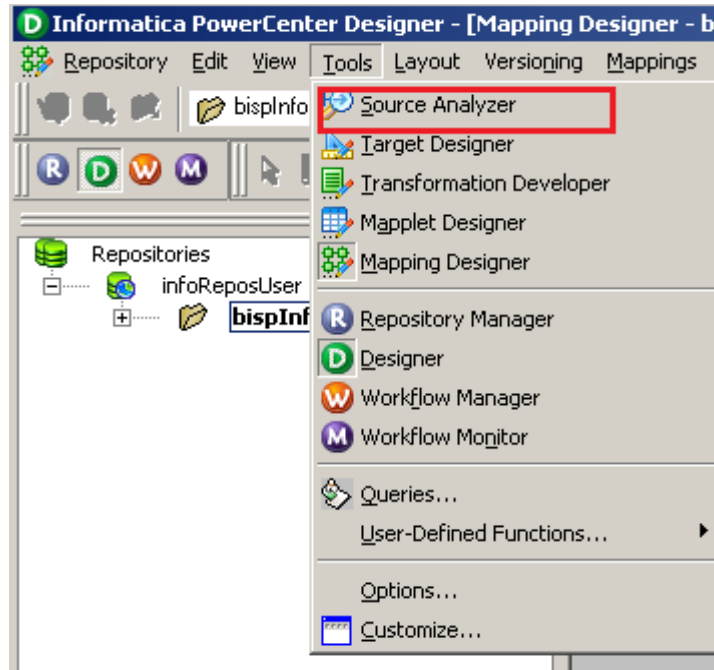 D Informatica PowerCenter Designer - [Mapping Designer - b
Repository Edit View Tools Layout Versioning Mappings
bispInfo
Source Analyzer
Target Designer
R D W M
Transformation Developer
Mapplet Designer
Repositories
Mapping Designer
infoReposUser
bispInf
R Repository Manager
D Designer
W Workflow Manager
M Workflow Monitor
Queries...
User-Defined Functions...
Options...
Customize...